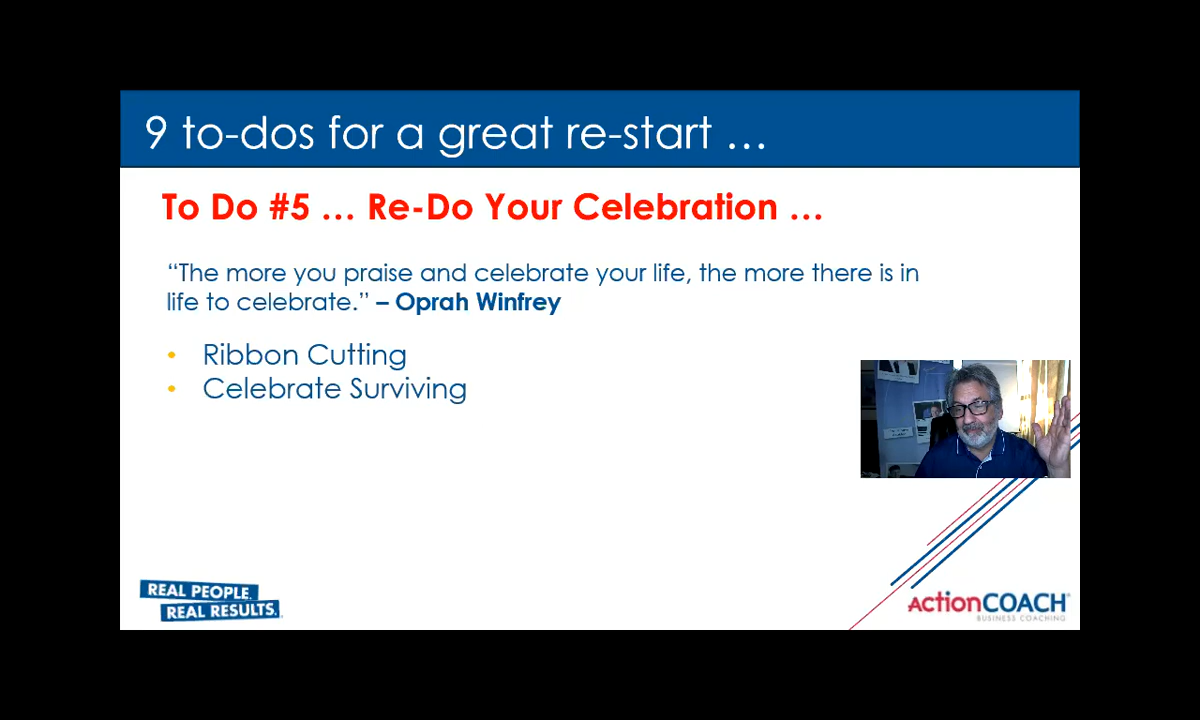 9 to-dos for a great re-start …
To Do #5 … Re-Do Your Celebration …
“The more you praise and celebrate your life, the more there is in
life to celebrate.” – Oprah Winfrey
• Ribbon Cutting
• Celebrate Surviving
REAL PEOPLE.
REAL RESULTS.
ActionCOACH®
BUSINESS COACHING